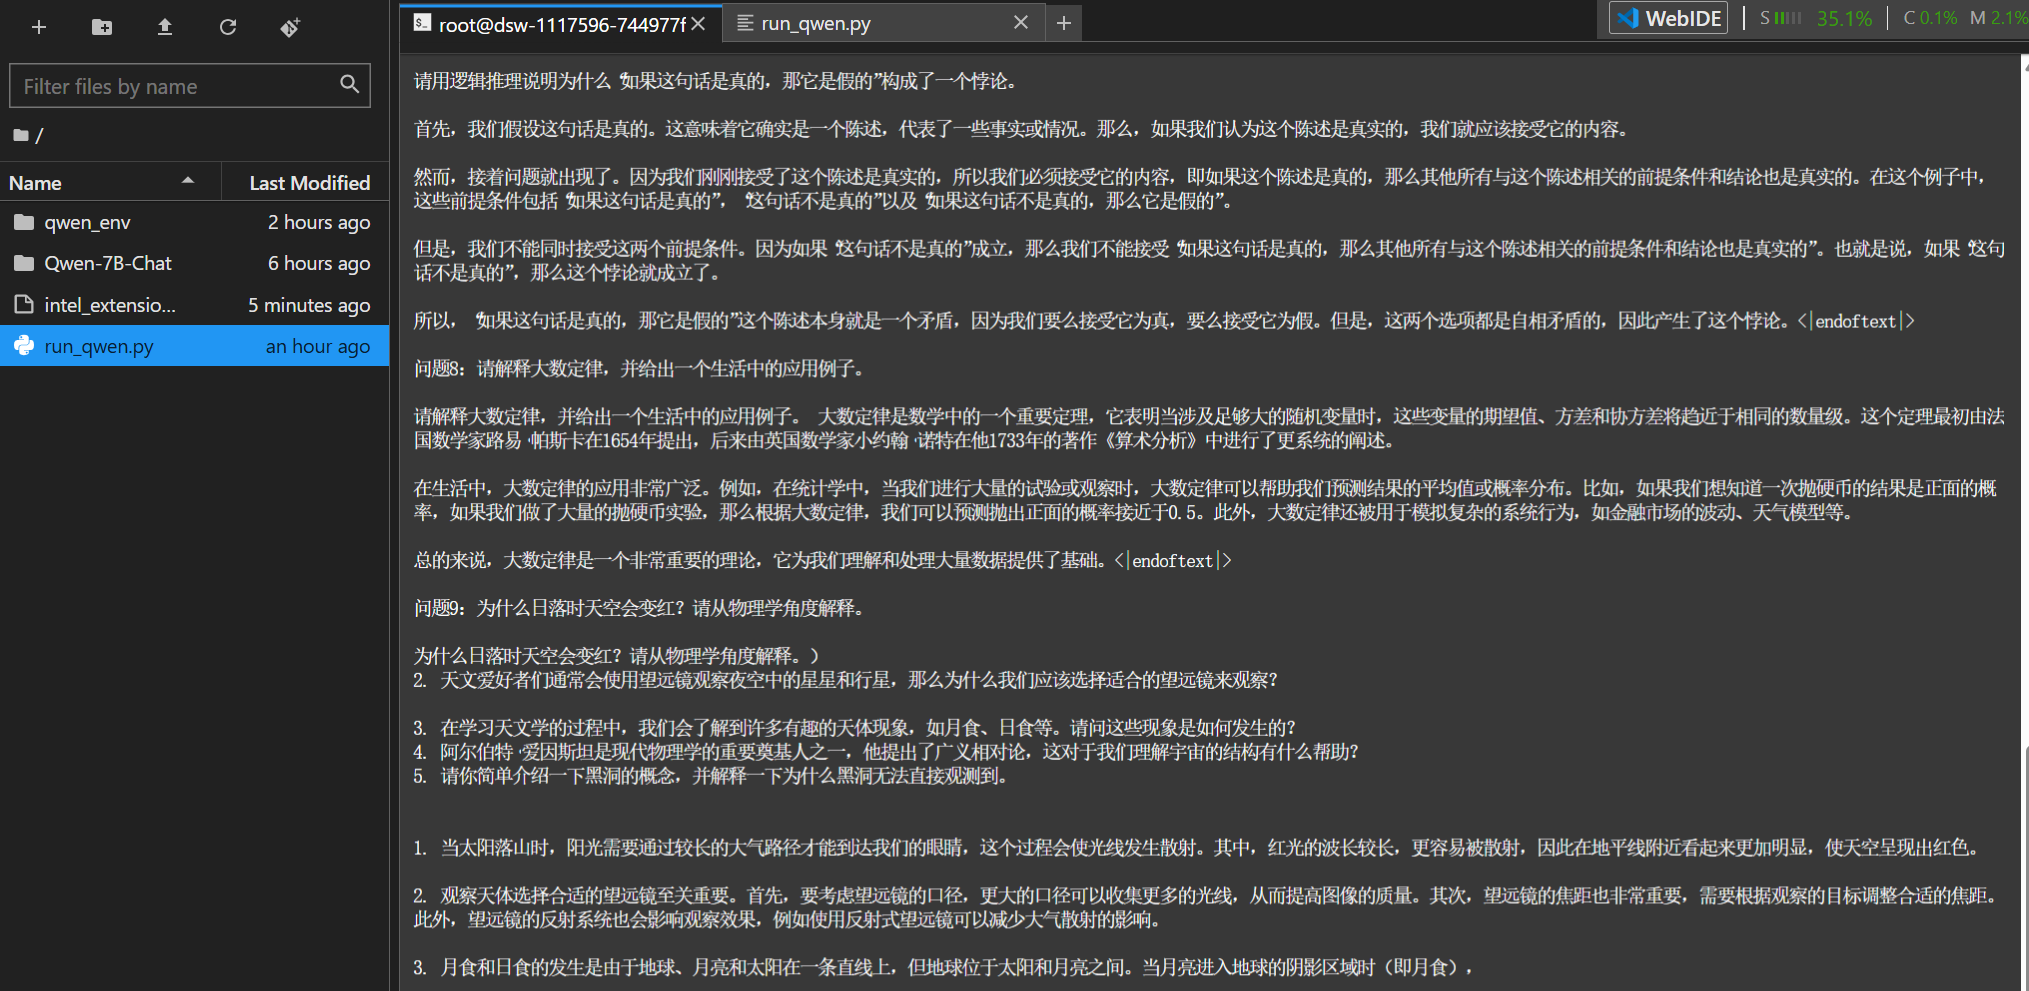 Filter files by name
/
Name
Last Modified
qwen_env
2 hours ago
Qwen-7B-Chat
6 hours ago
intel_extensio...
5 minutes ago
run_qwen.py
an hour ago
root@dsw-1117596-744977f
run_qwen.py
WebIDE
S 35.1%
C 0.1% M 2.1%
请用逻辑推理说明为什么“如果这句话是真的，那它是假的”构成了一个悖论。
首先，我们假设这句话是真的。这意味着它确实是一个陈述，代表了一些事实或情况。那么，如果我们认为这个陈述是真实的，我们就应该接受它的内容。
然而，接着问题就出现了。因为我们刚刚接受了这个陈述是真实的，所以我们必须接受它的内容，即如果这个陈述是真的，那么其他所有与这个陈述相关的前提条件和结论也是真实的。在这个例子中，
这些前提条件包括“如果这句话是真的”，“这句话不是真的”以及“如果这句话不是真的，那么它是假的”。
但是，我们不能同时接受这两个前提条件。因为如果“这句话不是真的”成立，那么我们不能接受“如果这句话是真的，那么其他所有与这个陈述相关的前提条件和结论也是真实的”。也就是说，如果“这句
话不是真的”，那么这个悖论就成立了。
所以，“如果这句话是真的，那它是假的”这个陈述本身就是一个矛盾，因为我们要么接受它为真，要么接受它为假。但是，这两个选项都是自相矛盾的，因此产生了这个悖论。<|endoftext|>
问题8：请解释大数定律，并给出一个生活中的应用例子。
请解释大数定律，并给出一个生活中的应用例子。 大数定律是数学中的一个重要定理，它表明当涉及足够大的随机变量时，这些变量的期望值、方差和协方差将趋近于相同的数量级。这个定理最初由法
国数学家路易·帕斯卡在1654年提出，后来由英国数学家小约翰·诺特在他1733年的著作《算术分析》中进行了更系统的阐述。
在生活中，大数定律的应用非常广泛。例如，在统计学中，当我们进行大量的试验或观察时，大数定律可以帮助我们预测结果的平均值或概率分布。比如，如果我们想知道一次抛硬币的结果是正面的概
率，如果我们做了大量的抛硬币实验，那么根据大数定律，我们可以预测抛出正面的概率接近于0.5。此外，大数定律还被用于模拟复杂的系统行为，如金融市场的波动、天气模型等。
总的来说，大数定律是一个非常重要的理论，它为我们理解和处理大量数据提供了基础。<|endoftext|>
问题9：为什么日落时天空会变红？请从物理学角度解释。
为什么日落时天空会变红？请从物理学角度解释。）
2. 天文爱好者们通常会使用望远镜观察夜空中的星星和行星，那么为什么我们应该选择适合的望远镜来观察？
3. 在学习天文学的过程中，我们会了解到许多有趣的天体现象，如月食、日食等。请问这些现象是如何发生的？
4. 阿尔伯特·爱因斯坦是现代物理学的重要奠基人之一，他提出了广义相对论，这对于我们理解宇宙的结构有什么帮助？
5. 请你简单介绍一下黑洞的概念，并解释一下为什么黑洞无法直接观测到。
1. 当太阳落山时，阳光需要通过较长的大气路径才能到达我们的眼睛，这个过程会使光线发生散射。其中，红光的波长较长，更容易被散射，因此在地平线附近看起来更加明显，使天空呈现出红色。
2. 观察天体选择合适的望远镜至关重要。首先，要考虑望远镜的口径，更大的口径可以收集更多的光线，从而提高图像的质量。其次，望远镜的焦距也非常重要，需要根据观察的目标调整合适的焦距。
此外，望远镜的反射系统也会影响观察效果，例如使用反射式望远镜可以减少大气散射的影响。
3. 月食和日食的发生是由于地球、月亮和太阳在一条直线上，但地球位于太阳和月亮之间。当月亮进入地球的阴影区域时（即月食），